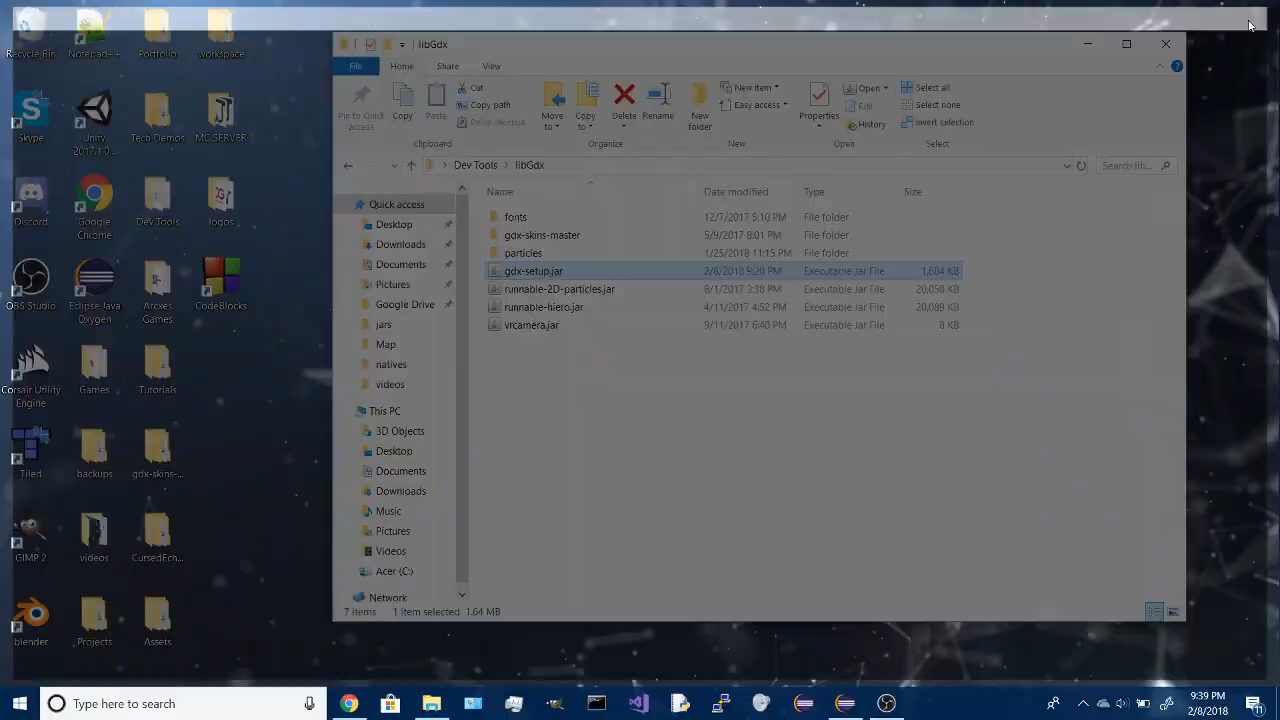 Recycle Bin
Notepad++
Portfolio
workspace
Skype
Unity
2017.1 0...
Tech Demos
MC SERVER
Discord
Google
Chrome
Dev Tools
logos
OBS Studio
Eclipse Java
Oxygen
Arcxes
Games
CodeBlocks
Corsair Utility
Engine
Games
Tutorials
Tiled
backups
gdx-skins-...
GIMP 2
videos
CursedEch...
blender
Projects
Assets
libGdx
File
Home
Share
View
Pin to Quick
access
Copy
Paste
Cut
Copy path
Paste shortcut
Clipboard
Move
to
Copy
to
Delete
Rename
Organize
New
folder
New item
Easy access
New
Properties
Open
Edit
History
Open
Select all
Select none
Invert selection
Select
Dev Tools > libGdx
Search lib...
Name
Date modified
Type
Size
fonts 12/7/2017 5:10 PM File folder
gdx-skins-master 5/9/2017 8:01 PM File folder
particles 1/25/2018 11:15 PM File folder
gdx-setup.jar 2/8/2018 9:20 PM Executable Jar File 1,684 KB
runnable-2D-particles.jar 8/1/2017 3:38 PM Executable Jar File 20,058 KB
runnable-hiero.jar 4/11/2017 4:52 PM Executable Jar File 20,089 KB
vrcamera.jar 9/11/2017 6:40 PM Executable Jar File 8 KB
Quick access
Desktop
Downloads
Documents
Pictures
Google Drive
jars
Map
natives
videos
This PC
3D Objects
Desktop
Documents
Downloads
Music
Pictures
Videos
Acer (C:)
Network
7 items 1 item selected 1.64 MB
Type here to search
9:39 PM
2/8/2018
11